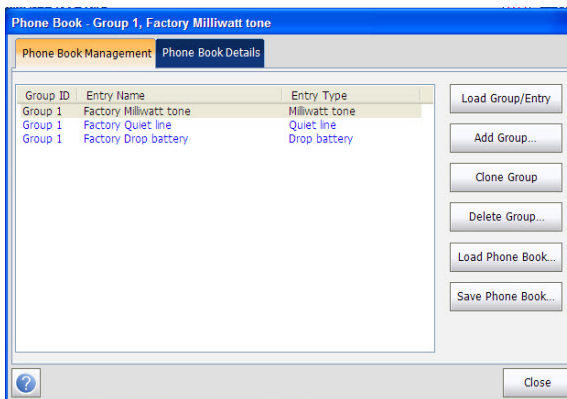 Phone Book - Group 1, Factory Milliwatt tone
Phone Book Management Phone Book Details
Group ID Entry Name Entry Type
Group 1 Factory Milliwatt tone Milliwatt tone
Group 1 Factory Quiet line Quiet line
Group 1 Factory Drop battery Drop battery
Load Group/Entry
Add Group...
Clone Group
Delete Group...
Load Phone Book...
Save Phone Book...
?
Close